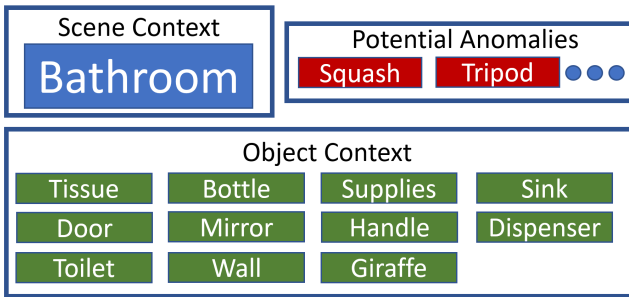 Scene Context
Bathroom
Potential Anomalies
Squash Tripod
Object Context
Tissue Bottle Supplies Sink
Door Mirror Handle Dispenser
Toilet Wall Giraffe